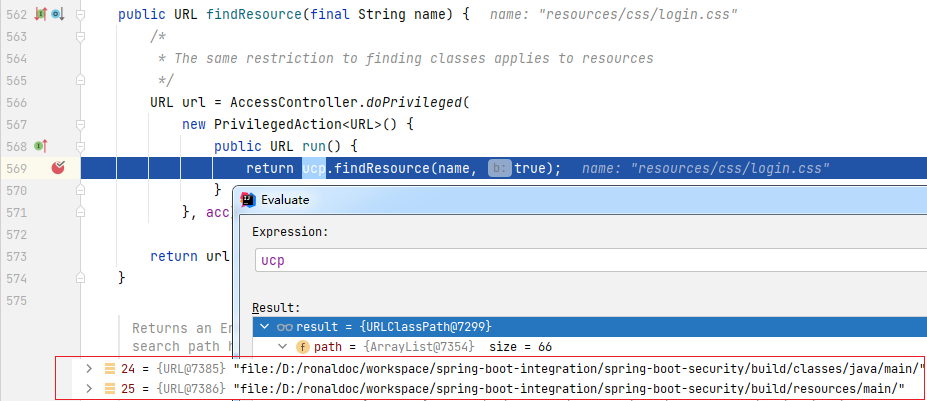 562 public URL findResource(final String name) { name: "resources/css/login.css"
563 /*
564 * The same restriction to finding classes applies to resources
565 */
566 URL url = AccessController.doPrivileged(
567 new PrivilegedAction<URL>() {
568 public URL run() {
569 return ucp.findResource(name, b: true); name: "resources/css/login.css"
570 }
571 }, acc)
572
573 return url
574 }
575
Evaluate
Expression:
ucp
Result:
result = {URLClassPath@7299}
Returns an En
search path h
path = {ArrayList@7354} size = 66
24 = {URL@7385} "file:/D:/ronaldoc/workspace/spring-boot-integration/spring-boot-security/build/classes/java/main/"
25 = {URL@7386} "file:/D:/ronaldoc/workspace/spring-boot-integration/spring-boot-security/build/resources/main/"